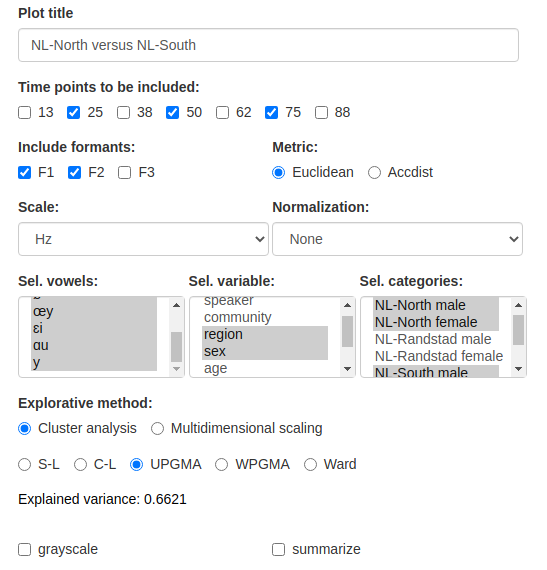 Plot title
NL-North versus NL-South
Time points to be included:
13 25 38 50 62 75 88
Include formants: Metric:
F1 F2 F3 Euclidean Accdist
Scale: Normalization:
Hz None
Sel. vowels: Sel. variable: Sel. categories:
œy
ɛi
ɑu
y
speaker
community
region
sex
age
NL-North male
NL-North female
NL-Randstad male
NL-Randstad female
NL-South male
Explorative method:
Cluster analysis Multidimensional scaling
S-L C-L UPGMA WPGMA Ward
Explained variance: 0.6621
grayscale summarize